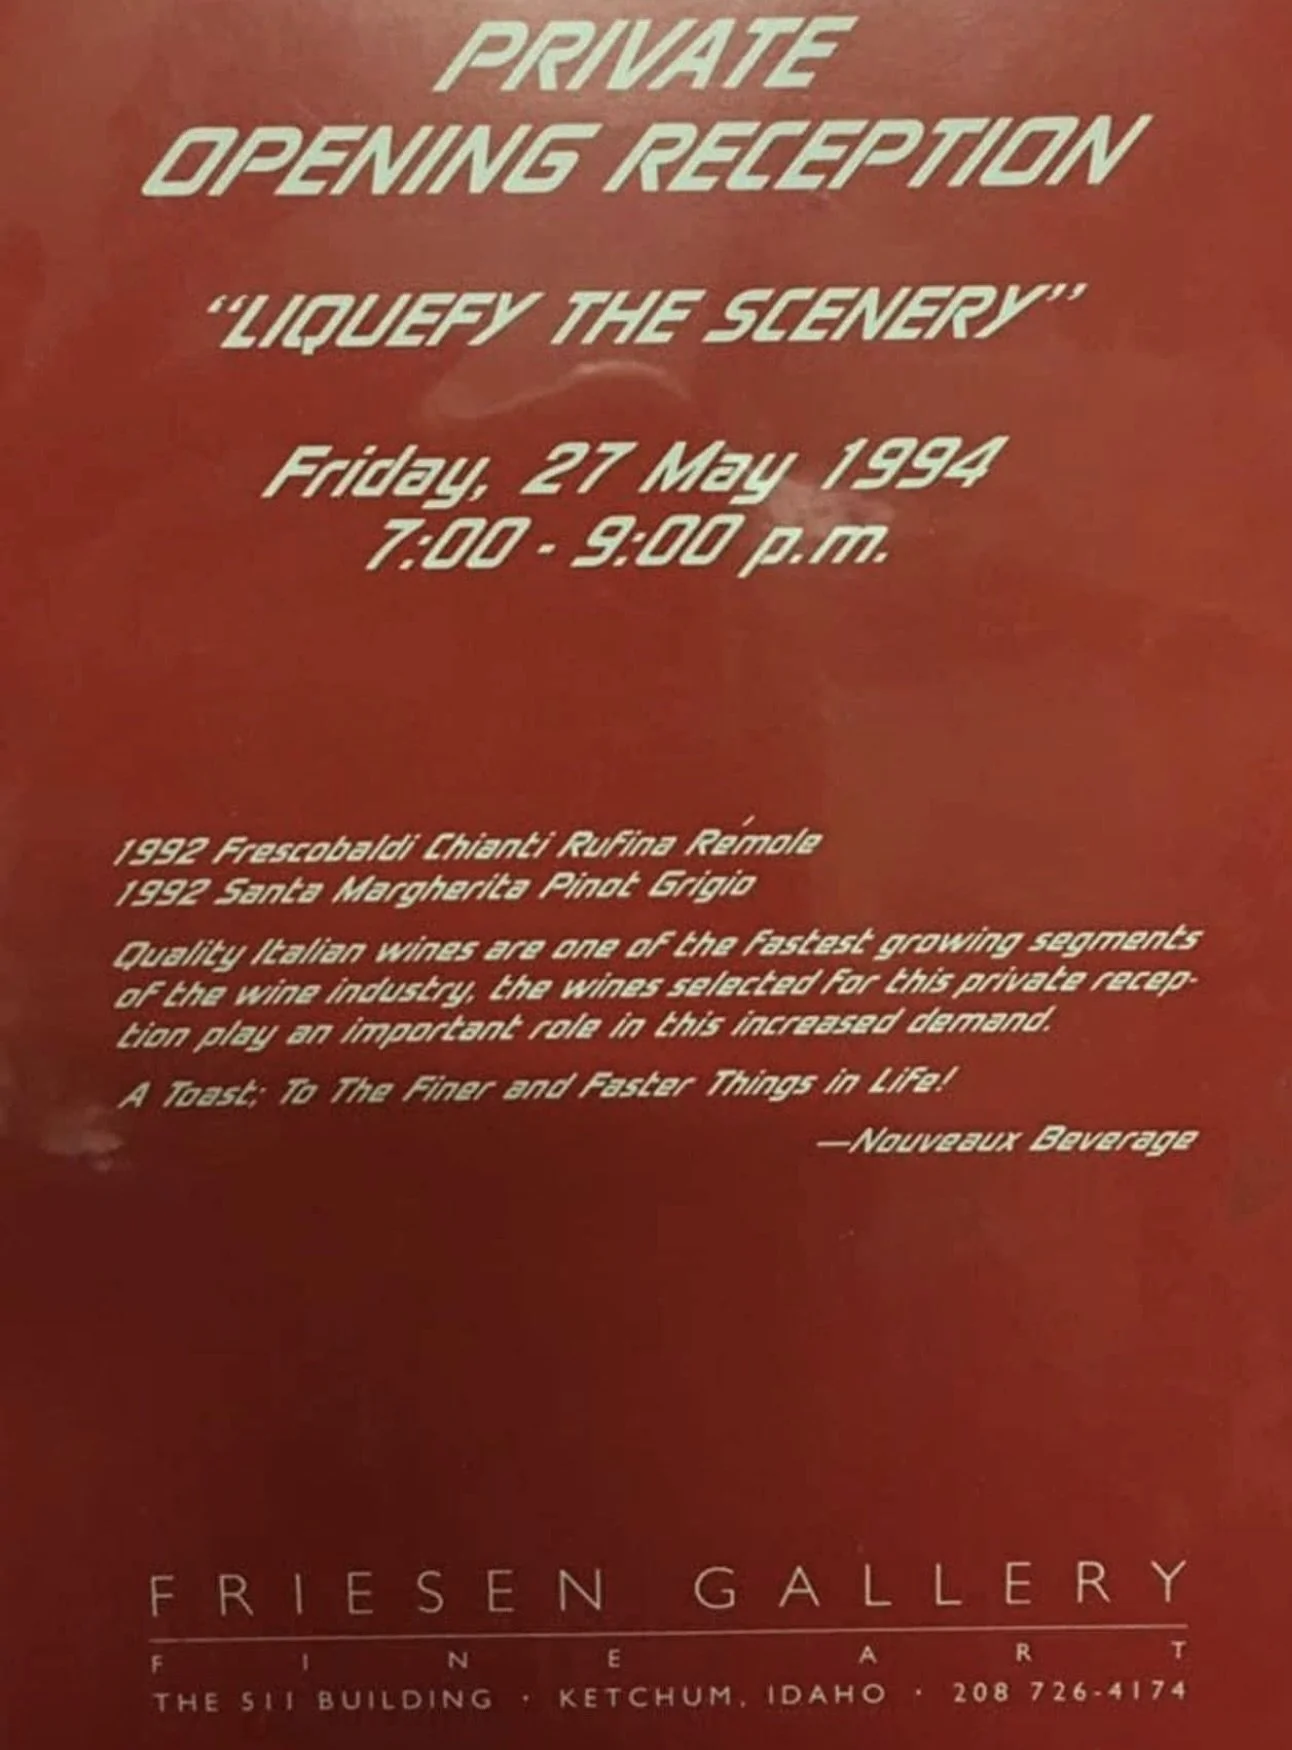 PRIVATE
OPENING RECEPTION
“LIQUEFY THE SCENERY”
Friday, 27 May 1994
7:00 - 9:00 p.m.
1992 Frescobaldi Chianti Rufina Rémole
1992 Santa Margherita Pinot Grigio
Quality Italian wines are one of the fastest growing segments
of the wine industry, the wines selected for this private recep-
tion play an important role in this increased demand.
A Toast; To The Finer and Faster Things in Life!
—Nouveaux Beverage
FRIESEN GALLERY
FINE ART
THE 511 BUILDING · KETCHUM, IDAHO · 208 726-4174